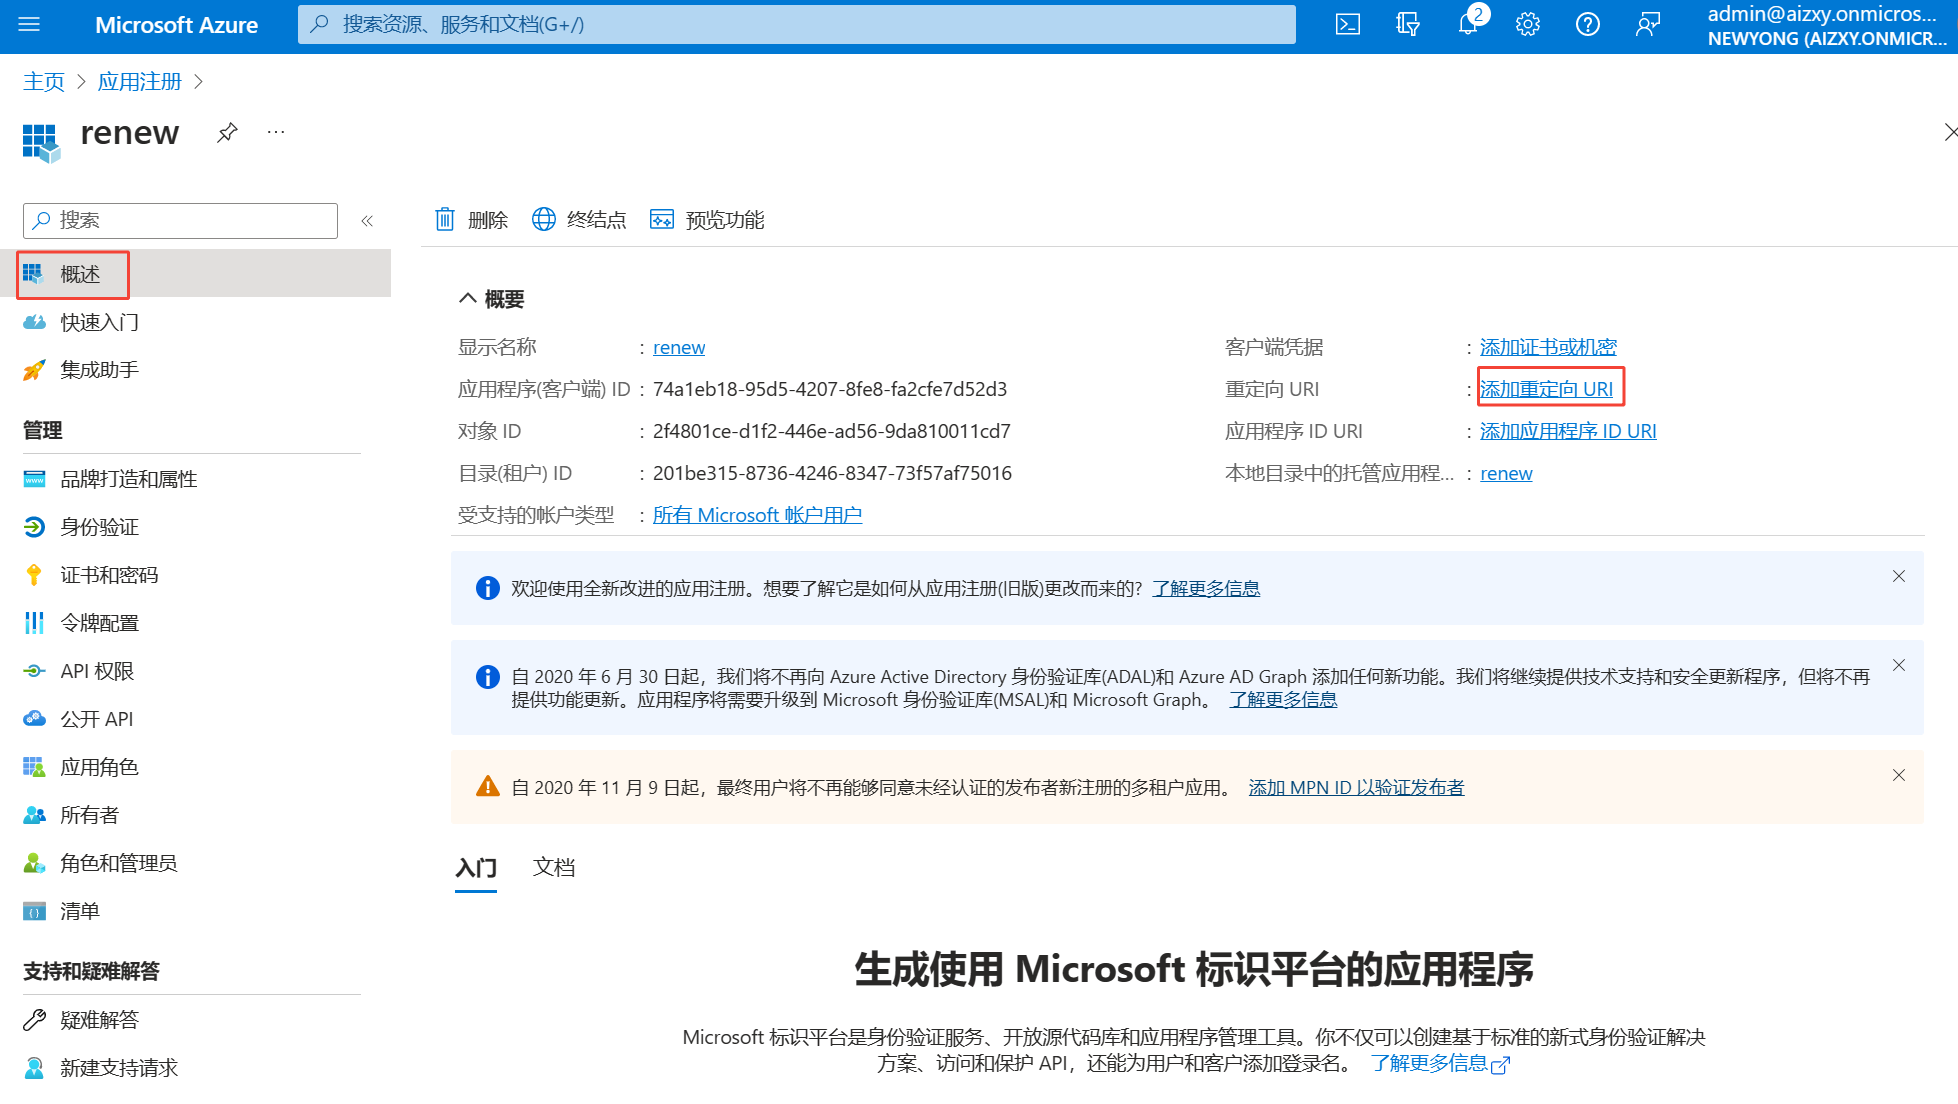 Microsoft Azure
搜索资源、服务和文档(G+/)
2
admin@aizxy.onmicros...
NEWYONG (AIZXY.ONMICR...
主页 > 应用注册 >
renew
...
搜索
«
概述
快速入门
集成助手
管理
品牌打造和属性
身份验证
证书和密码
令牌配置
API 权限
公开 API
应用角色
所有者
角色和管理员
清单
支持和疑难解答
疑难解答
新建支持请求
删除 终结点 预览功能
概要
显示名称 : renew
应用程序(客户端) ID : 74a1eb18-95d5-4207-8fe8-fa2cfe7d52d3
对象 ID : 2f4801ce-d1f2-446e-ad56-9da810011cd7
目录(租户) ID : 201be315-8736-4246-8347-73f57af75016
受支持的帐户类型 : 所有 Microsoft 帐户用户
客户端凭据 : 添加证书或机密
重定向 URI : 添加重定向 URI
应用程序 ID URI : 添加应用程序 ID URI
本地目录中的托管应用程... : renew
欢迎使用全新改进的应用注册。想要了解它是如何从应用注册(旧版)更改而来的? 了解更多信息
自 2020 年 6 月 30 日起，我们将不再向 Azure Active Directory 身份验证库(ADAL)和 Azure AD Graph 添加任何新功能。我们将继续提供技术支持和安全更新程序，但将不再
提供功能更新。应用程序将需要升级到 Microsoft 身份验证库(MSAL)和 Microsoft Graph。 了解更多信息
自 2020 年 11 月 9 日起，最终用户将不再能够同意未经认证的发布者新注册的多租户应用。 添加 MPN ID 以验证发布者
入门 文档
生成使用 Microsoft 标识平台的应用程序
Microsoft 标识平台是身份验证服务、开放源代码库和应用程序管理工具。你不仅可以创建基于标准的新式身份验证解决
方案、访问和保护 API，还能为用户和客户添加登录名。 了解更多信息